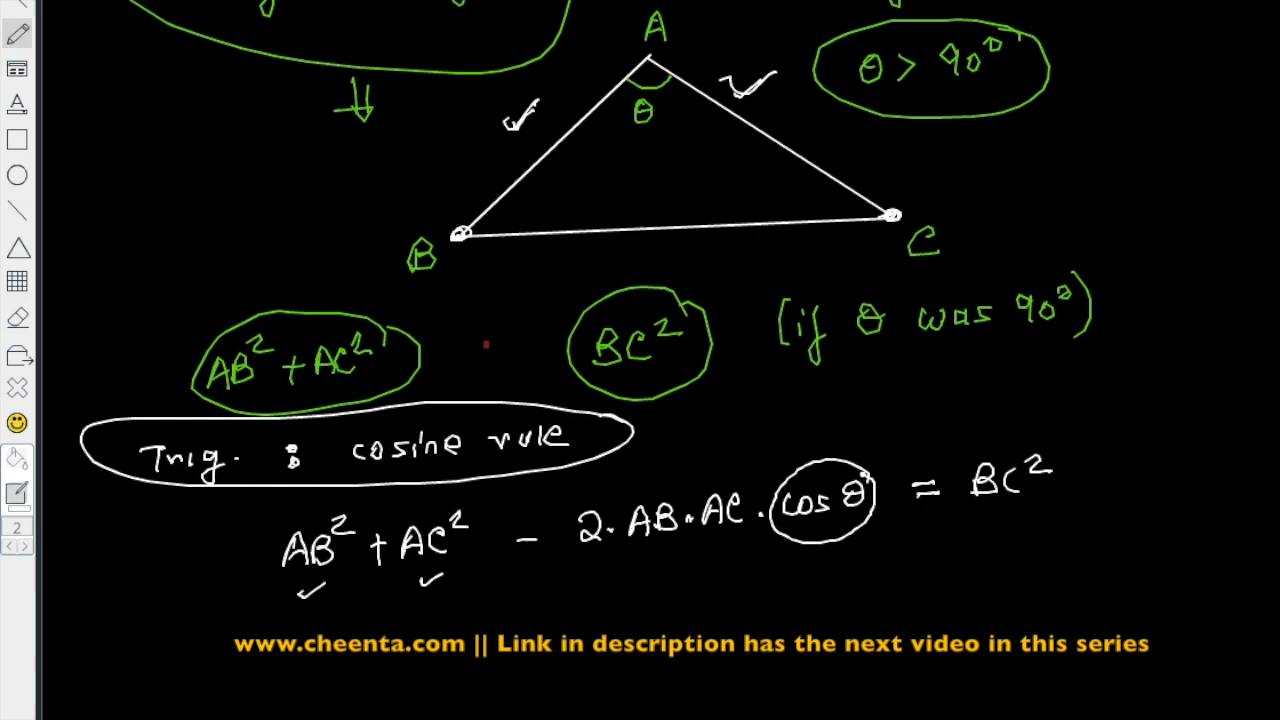 A
θ > 90°
θ
B
C
AB² + AC² BC² (if θ was 90°)
Trig. : cosine rule
AB² + AC² - 2. AB. AC. cos θ = BC²
www.cheenta.com || Link in description has the next video in this series
2